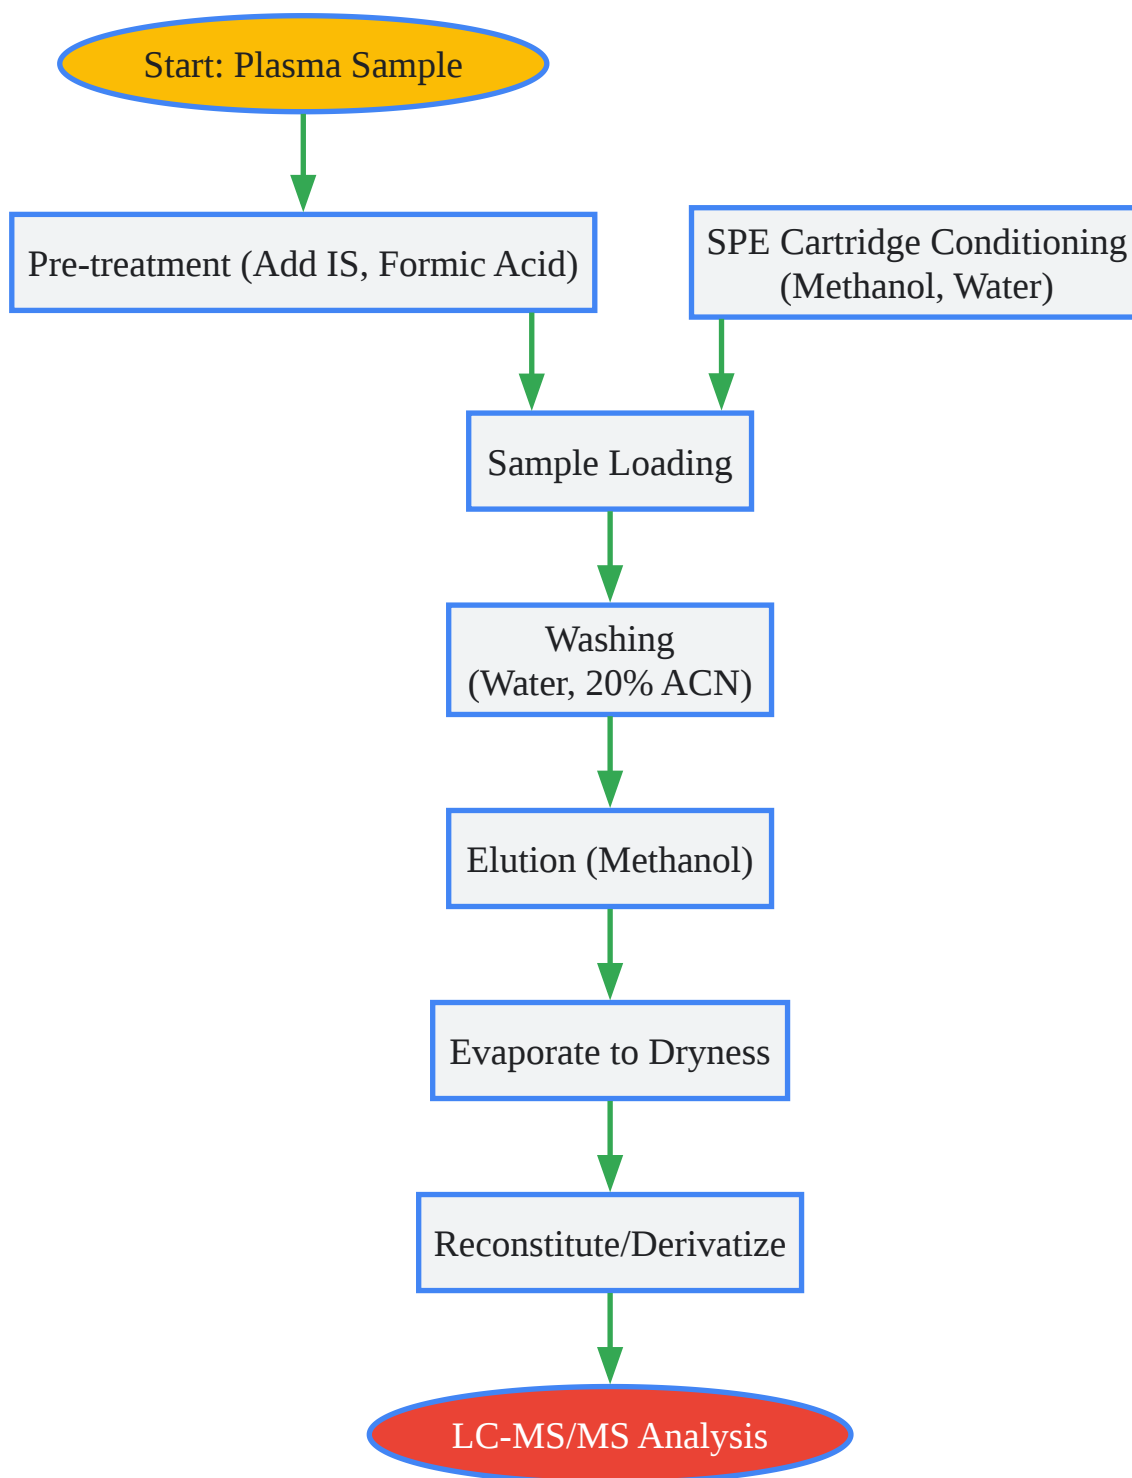 Start: Plasma Sample
Pre-treatment (Add IS, Formic Acid)
SPE Cartridge Conditioning
(Methanol, Water)
Sample Loading
Washing
(Water, 20% ACN)
Elution (Methanol)
Evaporate to Dryness
Reconstitute/Derivatize
LC-MS/MS Analysis